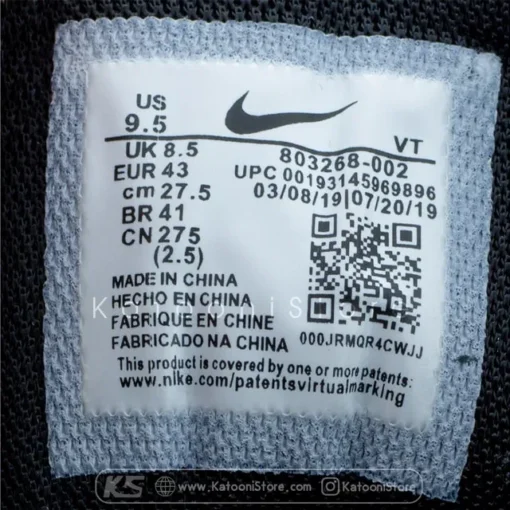 US
9.5
VT
UK 8.5
803268-002
EUR 43
UPC 00193145969896
cm 27.5
03/08/19|07/20/19
BR 41
CN 275
(2.5)
MADE IN CHINA
HECHO EN CHINA
FABRIQUE EN CHINE
FABRICADO NA CHINA
000JRMQR4CWJJ
This product is covered by one or more patents:
www.nike.com/patentsvirtualmarking
KatooniStore
KS www.KatooniStore.com KatooniStore